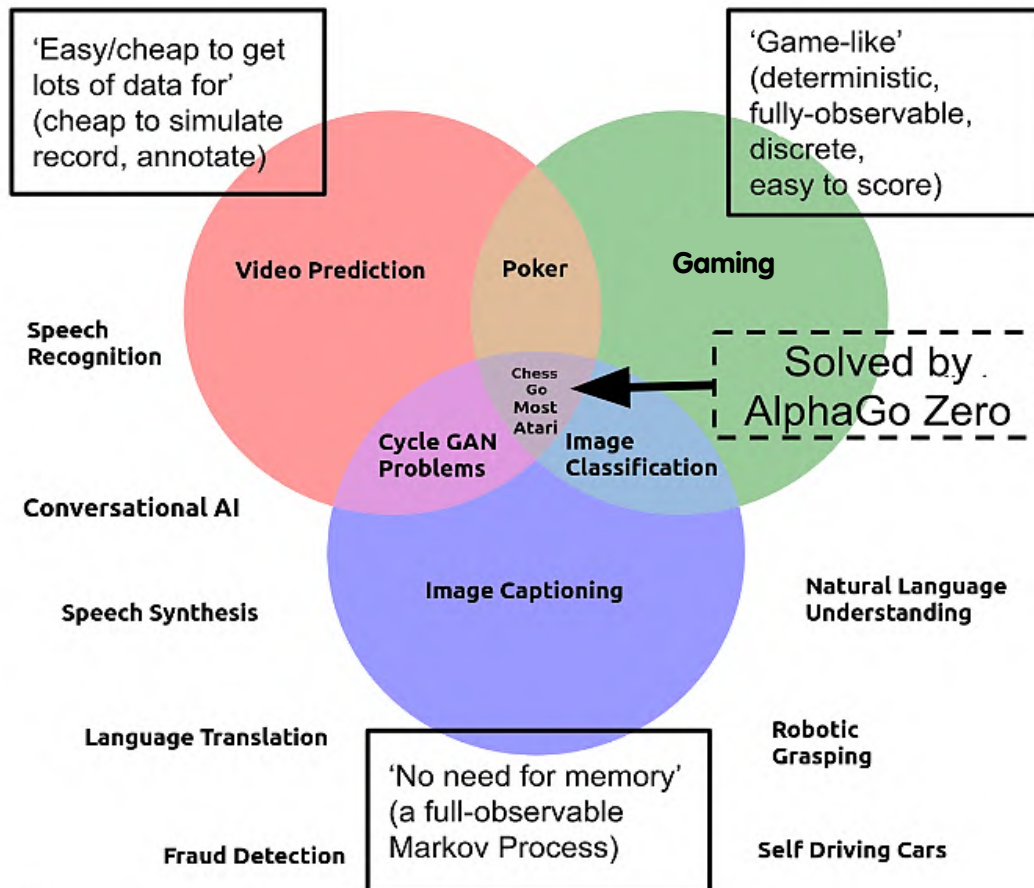 ‘Easy/cheap to get
lots of data for’
(cheap to simulate
record, annotate)
‘Game-like’
(deterministic,
fully-observable,
discrete,
easy to score)
Video Prediction
Poker
Gaming
Speech
Recognition
Chess
Go
Most
Atari
Solved by
AlphaGo Zero
Cycle GAN
Problems
Image
Classification
Conversational AI
Image Captioning
Speech Synthesis
Natural Language
Understanding
Language Translation
Robotic
Grasping
‘No need for memory’
(a full-observable
Markov Process)
Fraud Detection
Self Driving Cars